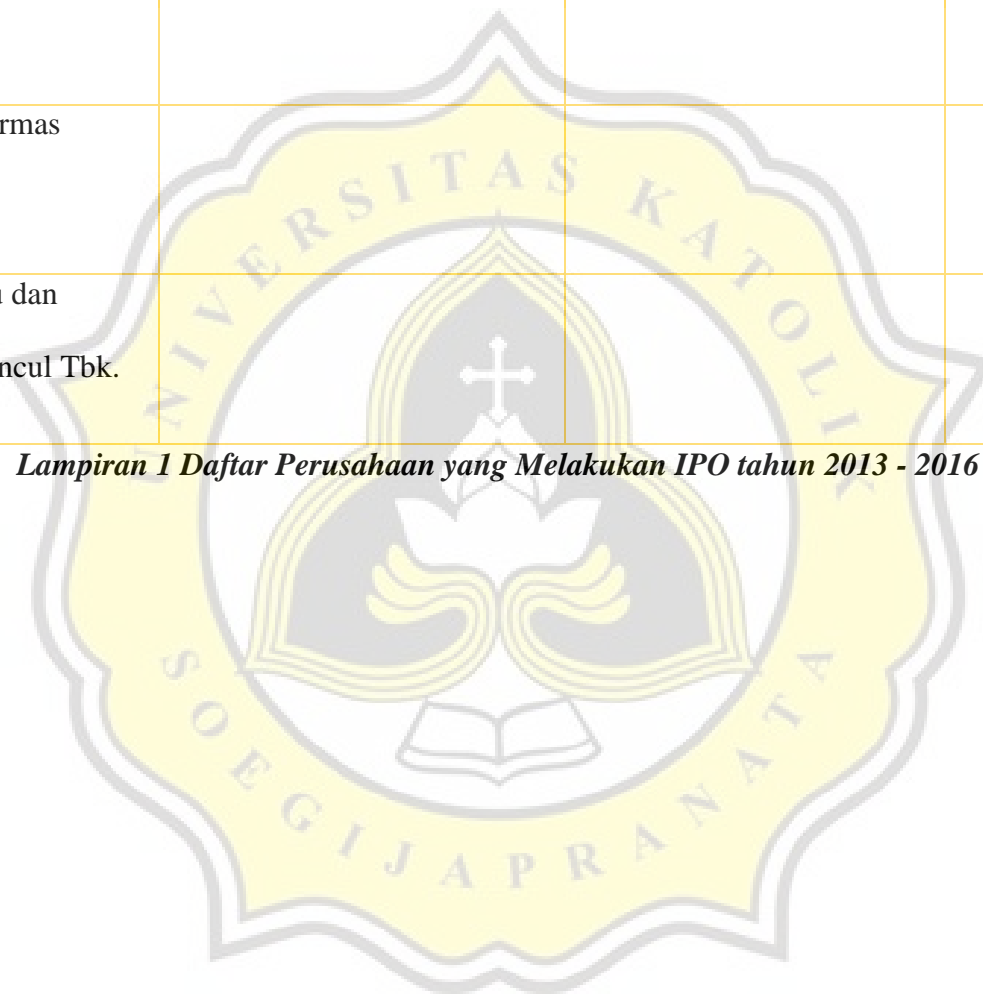 rmas
dan
ncul Tbk.
Lampiran 1 Daftar Perusahaan yang Melakukan IPO tahun 2013 - 2016
UNIVERSITAS KATOLIK
SOEGIJAPRANATA